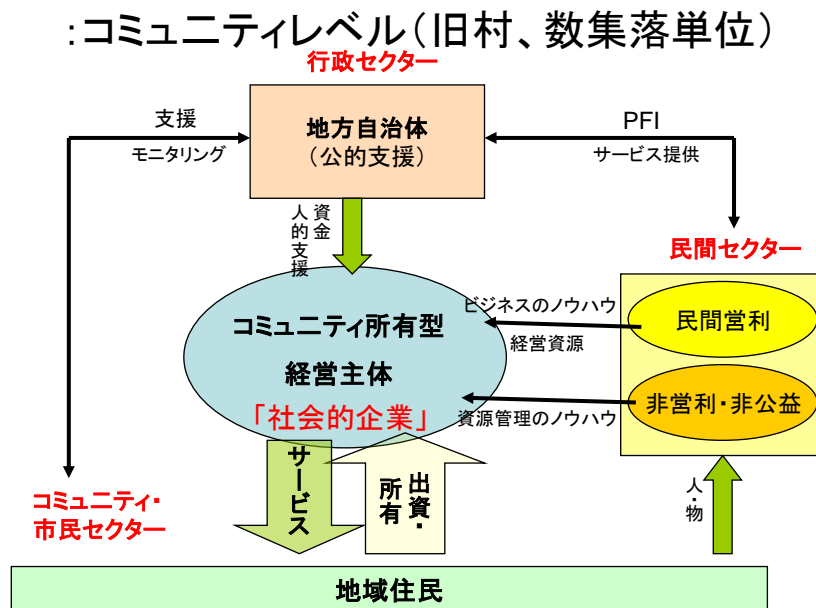 :コミュニティレベル(旧村、数集落単位)
行政セクター
支援
モニタリング
地方自治体
(公的支援)
PFI
サービス提供
資金
人的支援
民間セクター
コミュニティ所有型
経営主体
「社会的企業」
ビジネスのノウハウ
経営資源
資源管理のノウハウ
民間営利
非営利・非公益
コミュニティ・
市民セクター
サービス
出資・
所有
人・物
地域住民